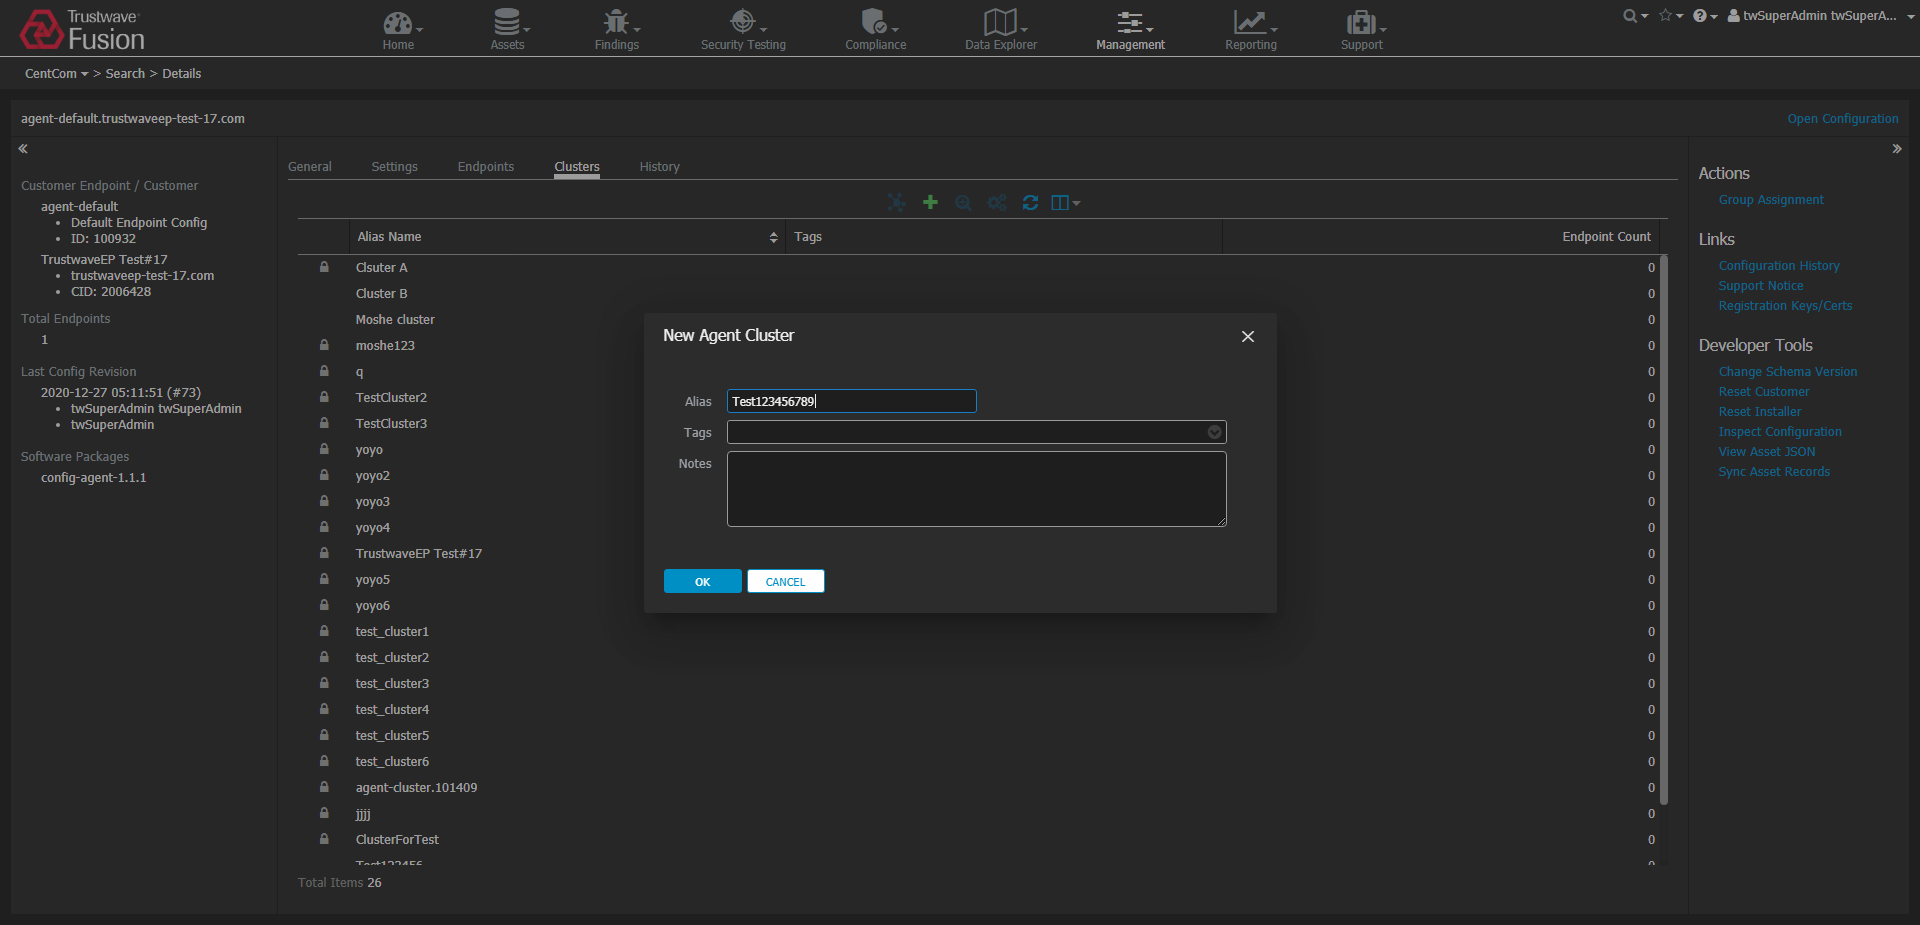 Trustwave®
Fusion
Home
Assets
Findings
Security Testing
Compliance
Data Explorer
Management
Reporting
Support
twSuperAdmin twSuperA...
CentCom > Search > Details
agent-default.trustwaveep-test-17.com
Open Configuration
Customer Endpoint / Customer
agent-default
• Default Endpoint Config
• ID: 100932
TrustwaveEP Test#17
• trustwaveep-test-17.com
• CID: 2006428
Total Endpoints
1
Last Config Revision
2020-12-27 05:11:51 (#73)
• twSuperAdmin twSuperAdmin
• twSuperAdmin
Software Packages
config-agent-1.1.1
General Settings Endpoints Clusters History
Alias Name Tags Endpoint Count
Clsuter A 0
Cluster B 0
Moshe cluster 0
moshe123 0
q 0
TestCluster2 0
TestCluster3 0
yoyo 0
yoyo2 0
yoyo3 0
yoyo4 0
TrustwaveEP Test#17 0
yoyo5 0
yoyo6 0
test_cluster1 0
test_cluster2 0
test_cluster3 0
test_cluster4 0
test_cluster5 0
test_cluster6 0
agent-cluster.101409 0
jjjj 0
ClusterForTest 0
Test123456 0
Total Items 26
New Agent Cluster
Alias Test123456789
Tags
Notes
OK CANCEL
Actions
Group Assignment
Links
Configuration History
Support Notice
Registration Keys/Certs
Developer Tools
Change Schema Version
Reset Customer
Reset Installer
Inspect Configuration
View Asset JSON
Sync Asset Records